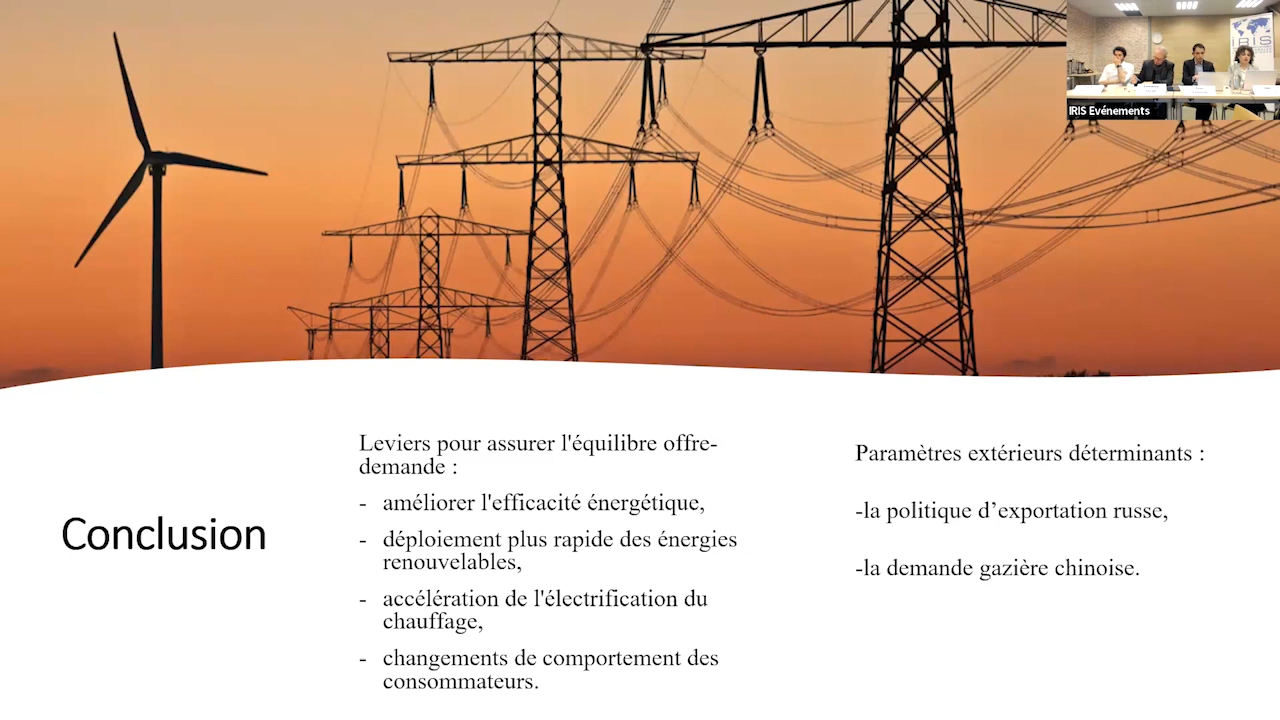 IRIS
IRIS Evénements
Conclusion
Leviers pour assurer l'équilibre offre-
demande :
- améliorer l'efficacité énergétique,
- déploiement plus rapide des énergies
renouvelables,
- accélération de l'électrification du
chauffage,
- changements de comportement des
consommateurs.
Paramètres extérieurs déterminants :
-la politique d’exportation russe,
-la demande gazière chinoise.